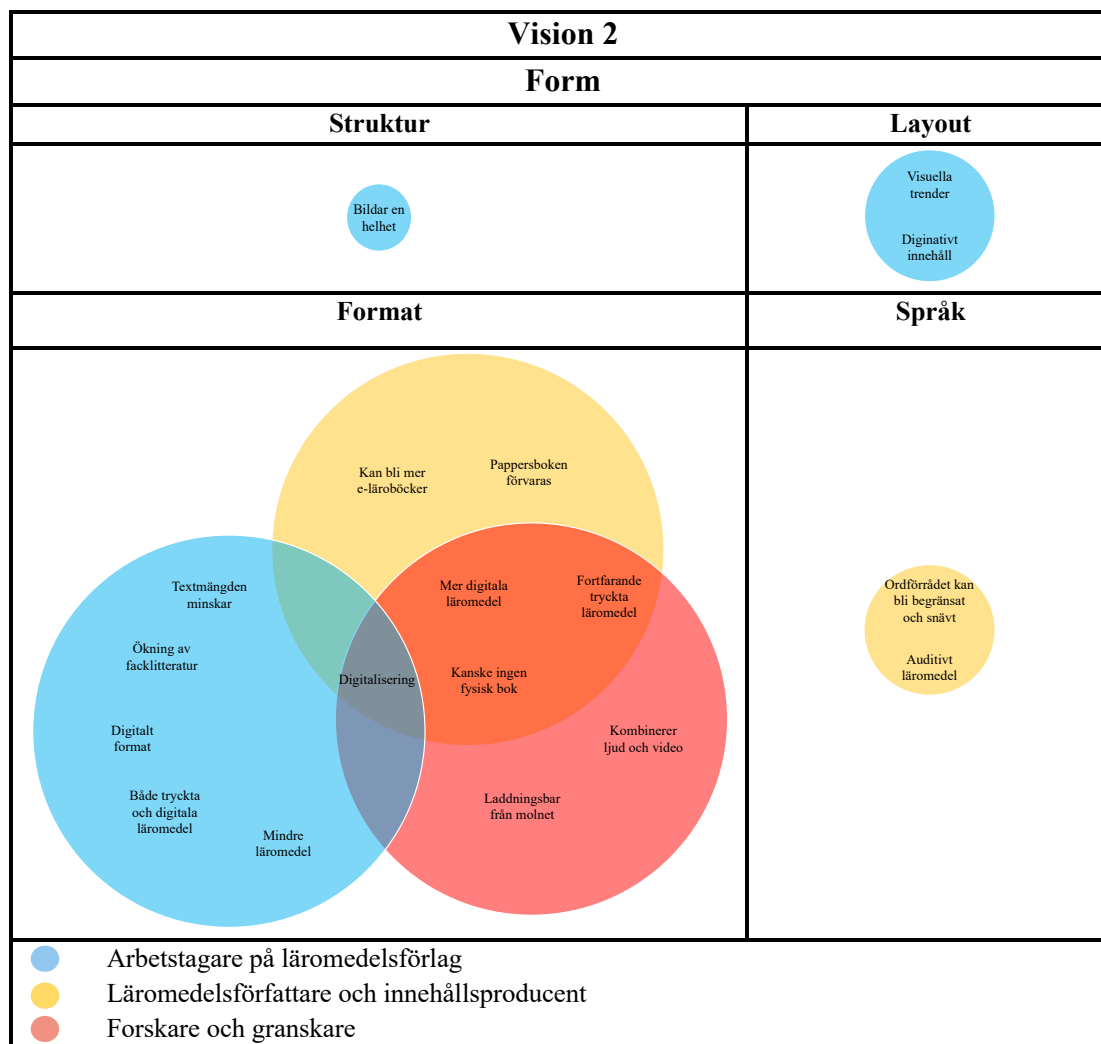 Vision 2
Form
Struktur
Layout
Bildar en
helhet
Visuella
trender
Diginativt
innehåll
Format
Språk
Kan bli mer
e-läroböcker
Pappersboken
förvaras
Textmängden
minskar
Mer digitala
läromedel
Fortfarande
tryckta
läromedel
Ökning av
facklitteratur
Digitalisering
Kanske ingen
fysisk bok
Digitalt
format
Kombinerer
ljud och video
Både tryckta
och digitala
läromedel
Mindre
läromedel
Laddningsbar
från molnet
Ordförrådet kan
bli begränsat
och snävt
Auditivt
läromedel
Arbetstagare på läromedelsförlag
Läromedelsförfattare och innehållsproducent
Forskare och granskare